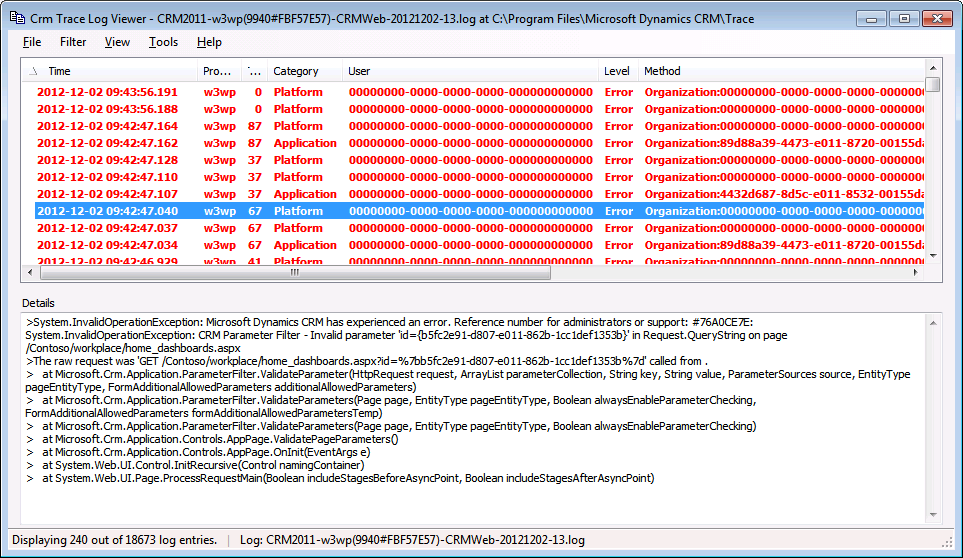 Crm Trace Log Viewer - CRM2011-w3wp(9940#FBF57E57)-CRMWeb-20121202-13.log at C:\Program Files\Microsoft Dynamics CRM\Trace
File Filter View Tools Help
Time Pro... T... Category User Level Method
2012-12-02 09:43:56.191 w3wp 0 Platform 00000000-0000-0000-0000-000000000000 Error Organization:00000000-0000-0000-0000-0000000
2012-12-02 09:43:56.188 w3wp 0 Platform 00000000-0000-0000-0000-000000000000 Error Organization:00000000-0000-0000-0000-0000000
2012-12-02 09:42:47.164 w3wp 87 Platform 00000000-0000-0000-0000-000000000000 Error Organization:00000000-0000-0000-0000-0000000
2012-12-02 09:42:47.162 w3wp 87 Application 00000000-0000-0000-0000-000000000000 Error Organization:89d88a39-4473-e011-8720-00155da
2012-12-02 09:42:47.128 w3wp 37 Platform 00000000-0000-0000-0000-000000000000 Error Organization:00000000-0000-0000-0000-0000000
2012-12-02 09:42:47.110 w3wp 37 Platform 00000000-0000-0000-0000-000000000000 Error Organization:00000000-0000-0000-0000-0000000
2012-12-02 09:42:47.107 w3wp 37 Application 00000000-0000-0000-0000-000000000000 Error Organization:4432d687-8d5c-e011-8532-00155da
2012-12-02 09:42:47.040 w3wp 67 Platform 00000000-0000-0000-0000-000000000000 Error Organization:00000000-0000-0000-0000-0000000
2012-12-02 09:42:47.037 w3wp 67 Platform 00000000-0000-0000-0000-000000000000 Error Organization:00000000-0000-0000-0000-0000000
2012-12-02 09:42:47.034 w3wp 67 Application 00000000-0000-0000-0000-000000000000 Error Organization:89d88a39-4473-e011-8720-00155da
2012-12-02 09:42:46.929 w3wp 41 Platform 00000000-0000-0000-0000-000000000000 Error Organization:00000000-0000-0000-0000-0000000
Details
>System.InvalidOperationException: Microsoft Dynamics CRM has experienced an error. Reference number for administrators or support: #76A0CE7E:
System.InvalidOperationException: CRM Parameter Filter - Invalid parameter 'id={b5fc2e91-d807-e011-862b-1cc1def1353b}' in Request.QueryString on page
/Contoso/workplace/home_dashboards.aspx
>The raw request was 'GET /Contoso/workplace/home_dashboards.aspx?id=%7bb5fc2e91-d807-e011-862b-1cc1def1353b%7d' called from .
> at Microsoft.Crm.Application.ParameterFilter.ValidateParameter(HttpRequest request, ArrayList parameterCollection, String key, String value, ParameterSources source, EntityType
pageEntityType, FormAdditionalAllowedParameters additionalAllowedParameters)
> at Microsoft.Crm.Application.ParameterFilter.ValidateParameters(Page page, EntityType pageEntityType, Boolean alwaysEnableParameterChecking,
FormAdditionalAllowedParameters formAdditionalAllowedParametersTemp)
> at Microsoft.Crm.Application.ParameterFilter.ValidateParameters(Page page, EntityType pageEntityType, Boolean alwaysEnableParameterChecking)
> at Microsoft.Crm.Application.Controls.AppPage.ValidatePageParameters()
> at Microsoft.Crm.Application.Controls.AppPage.OnInit(EventArgs e)
> at System.Web.UI.Control.InitRecursive(Control namingContainer)
> at System.Web.UI.Page.ProcessRequestMain(Boolean includeStagesBeforeAsyncPoint, Boolean includeStagesAfterAsyncPoint)
Displaying 240 out of 18673 log entries. | Log: CRM2011-w3wp(9940#FBF57E57)-CRMWeb-20121202-13.log